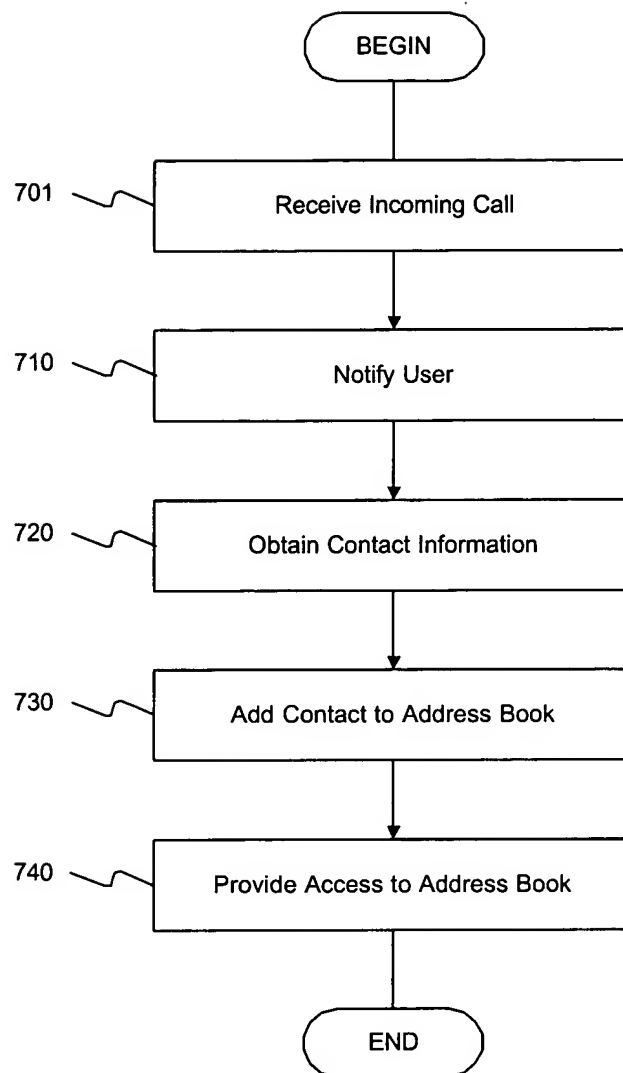 BEGIN
701
Receive Incoming Call
710
Notify User
720
Obtain Contact Information
730
Add Contact to Address Book
740
Provide Access to Address Book
END